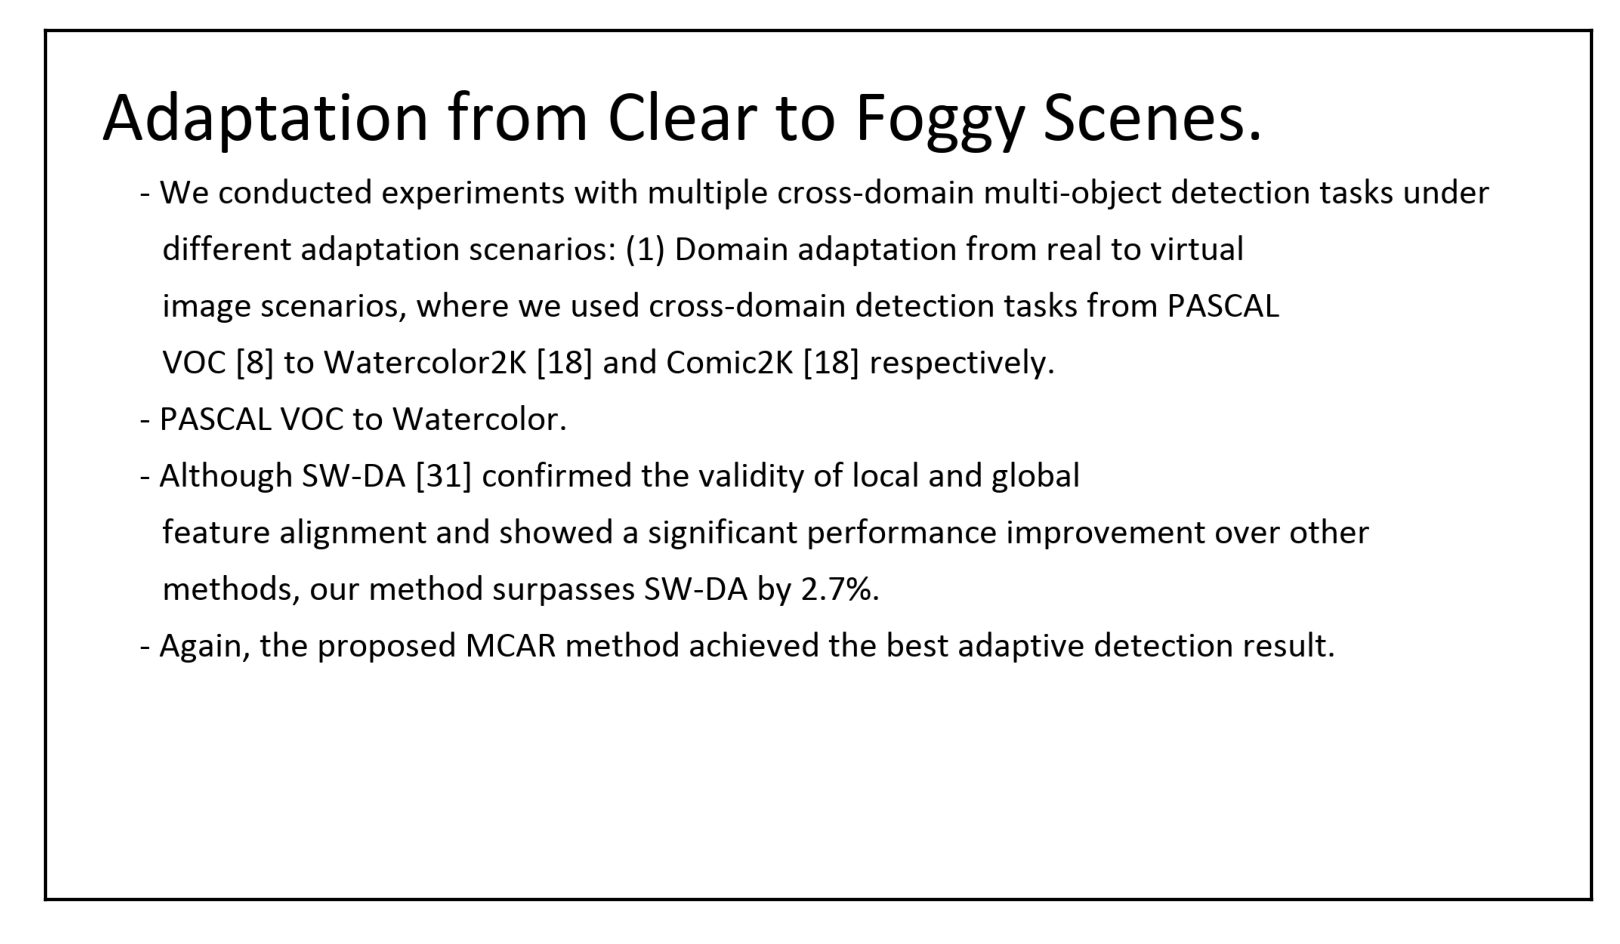 Adaptation from Clear to Foggy Scenes.
- We conducted experiments with multiple cross-domain multi-object detection tasks under
different adaptation scenarios: (1) Domain adaptation from real to virtual
image scenarios, where we used cross-domain detection tasks from PASCAL
VOC [8] to Watercolor2K [18] and Comic2K [18] respectively.
- PASCAL VOC to Watercolor.
- Although SW-DA [31] confirmed the validity of local and global
feature alignment and showed a significant performance improvement over other
methods, our method surpasses SW-DA by 2.7%.
- Again, the proposed MCAR method achieved the best adaptive detection result.